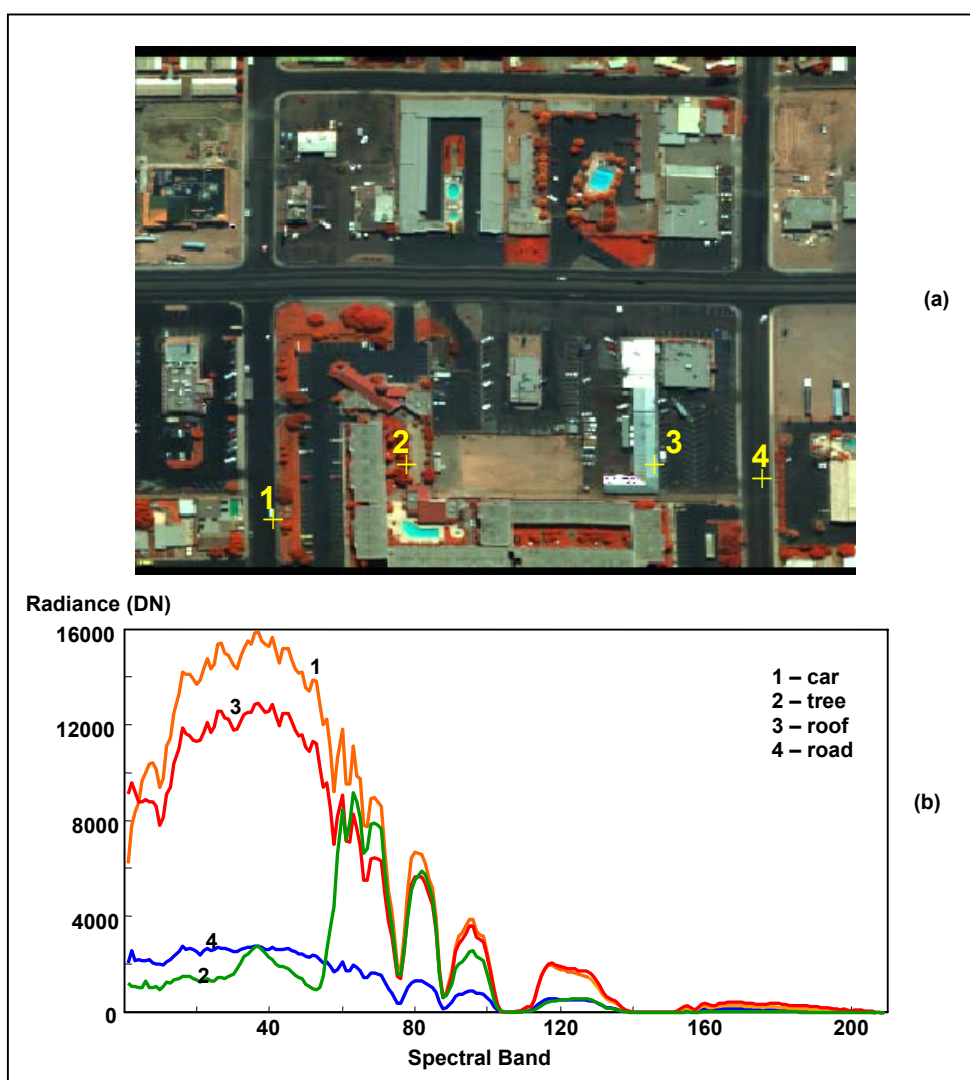 (a)
2
3
4
1
Radiance (DN)
16000
12000
8000
4000
0
1
3
4
2
1 – car
2 – tree
3 – roof
4 – road
(b)
40
80
120
160
200
Spectral Band